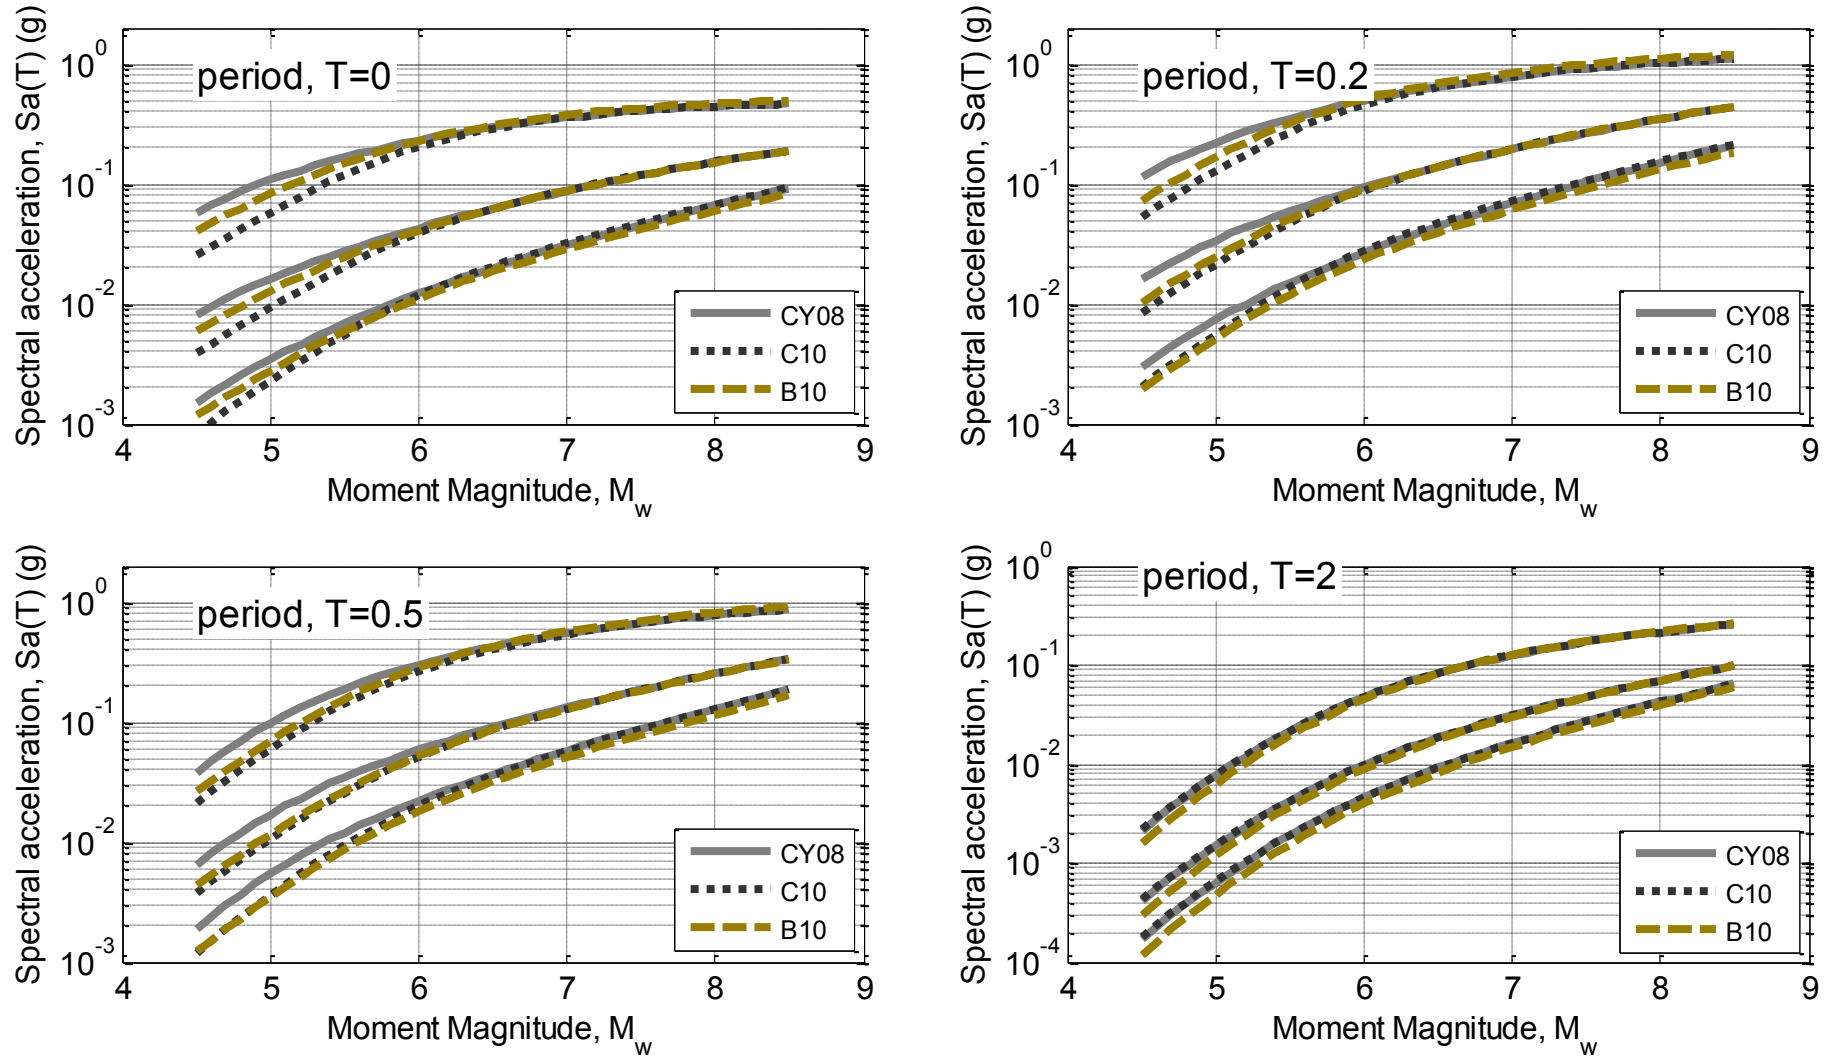 Spectral acceleration, Sa(T) (g)
10^0
10^-1
10^-2
10^-3
period, T=0
CY08
C10
B10
4 5 6 7 8 9
Moment Magnitude, M_w
Spectral acceleration, Sa(T) (g)
10^0
10^-1
10^-2
10^-3
period, T=0.2
CY08
C10
B10
4 5 6 7 8 9
Moment Magnitude, M_w
Spectral acceleration, Sa(T) (g)
10^0
10^-1
10^-2
10^-3
period, T=0.5
CY08
C10
B10
4 5 6 7 8 9
Moment Magnitude, M_w
Spectral acceleration, Sa(T) (g)
10^0
10^-1
10^-2
10^-3
10^-4
period, T=2
CY08
C10
B10
4 5 6 7 8 9
Moment Magnitude, M_w